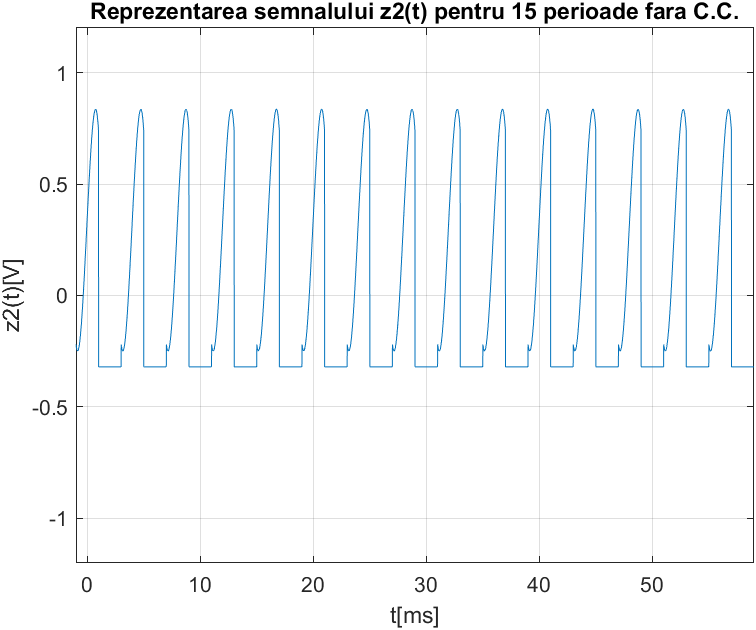 Reprezentarea semnalului z2(t) pentru 15 perioade fara C.C.
z2(t)[V]
1
0.5
0
-0.5
-1
0 10 20 30 40 50
t[ms]